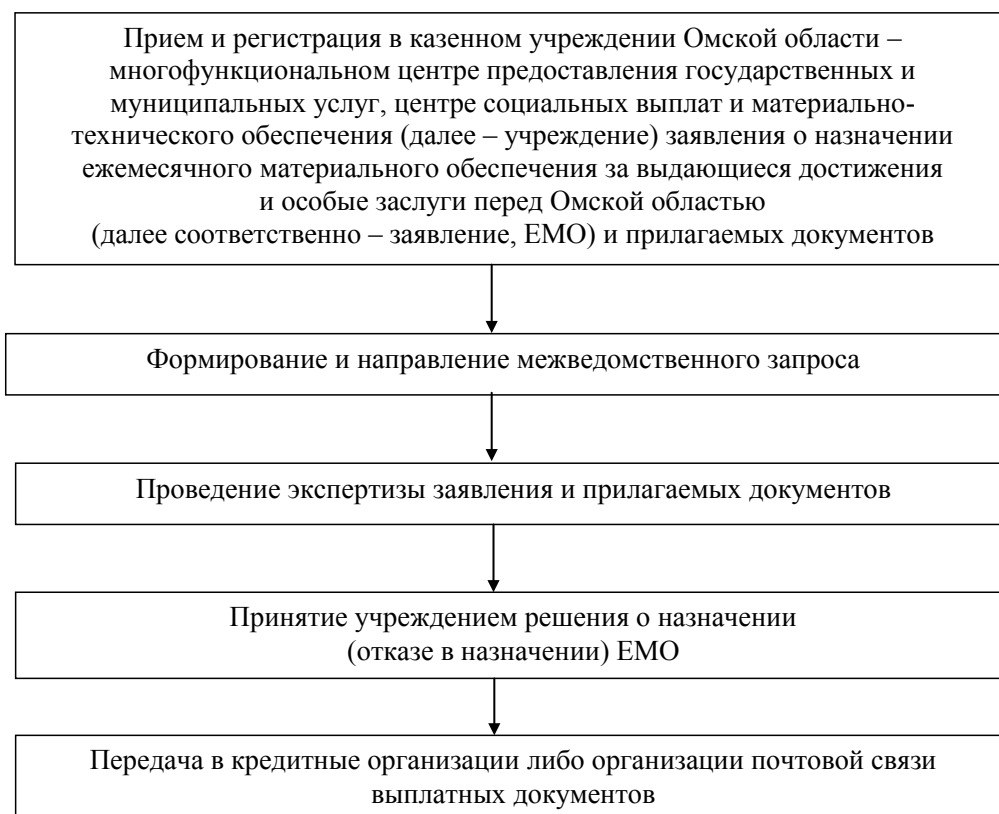 Прием и регистрация в казенном учреждении Омской области –
многофункциональном центре предоставления государственных и
муниципальных услуг, центре социальных выплат и материально-
технического обеспечения (далее – учреждение) заявления о назначении
ежемесячного материального обеспечения за выдающиеся достижения
и особые заслуги перед Омской областью
(далее соответственно – заявление, ЕМО) и прилагаемых документов
Формирование и направление межведомственного запроса
Проведение экспертизы заявления и прилагаемых документов
Принятие учреждением решения о назначении
(отказе в назначении) ЕМО
Передача в кредитные организации либо организации почтовой связи
выплатных документов